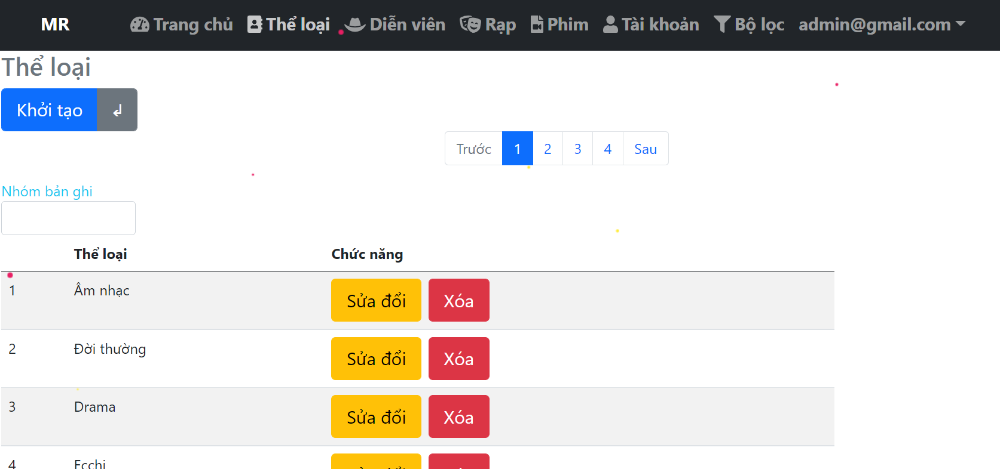 MR Trang chủ Thể loại Diễn viên Rạp Phim Tài khoản Bộ lọc admin@gmail.com
Thể loại
Khởi tạo
Trước 1 2 3 4 Sau
Nhóm bản ghi
Thể loại Chức năng
1 Âm nhạc Sửa đổi Xóa
2 Đời thường Sửa đổi Xóa
3 Drama Sửa đổi Xóa
4 Ecchi